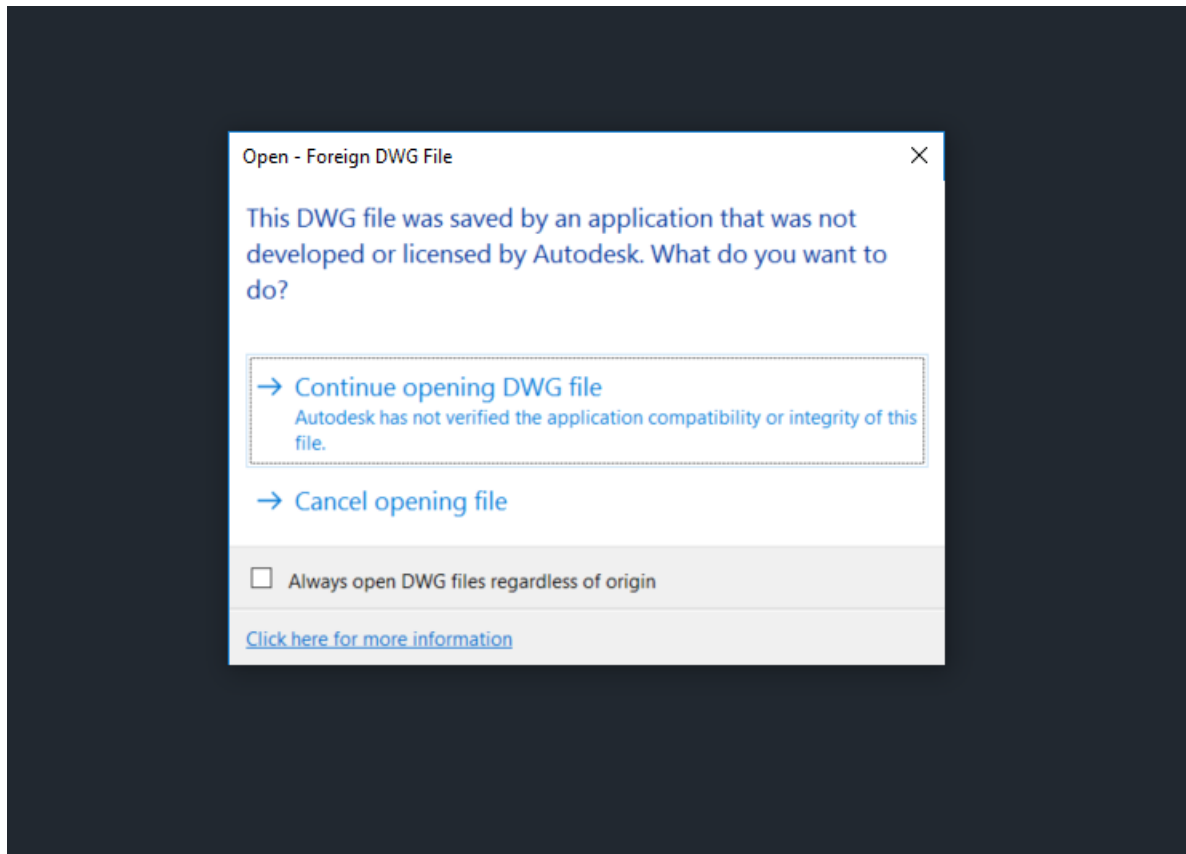 Open - Foreign DWG File
This DWG file was saved by an application that was not
developed or licensed by Autodesk. What do you want to
do?
Continue opening DWG file
Autodesk has not verified the application compatibility or integrity of this
file.
Cancel opening file
Always open DWG files regardless of origin
Click here for more information